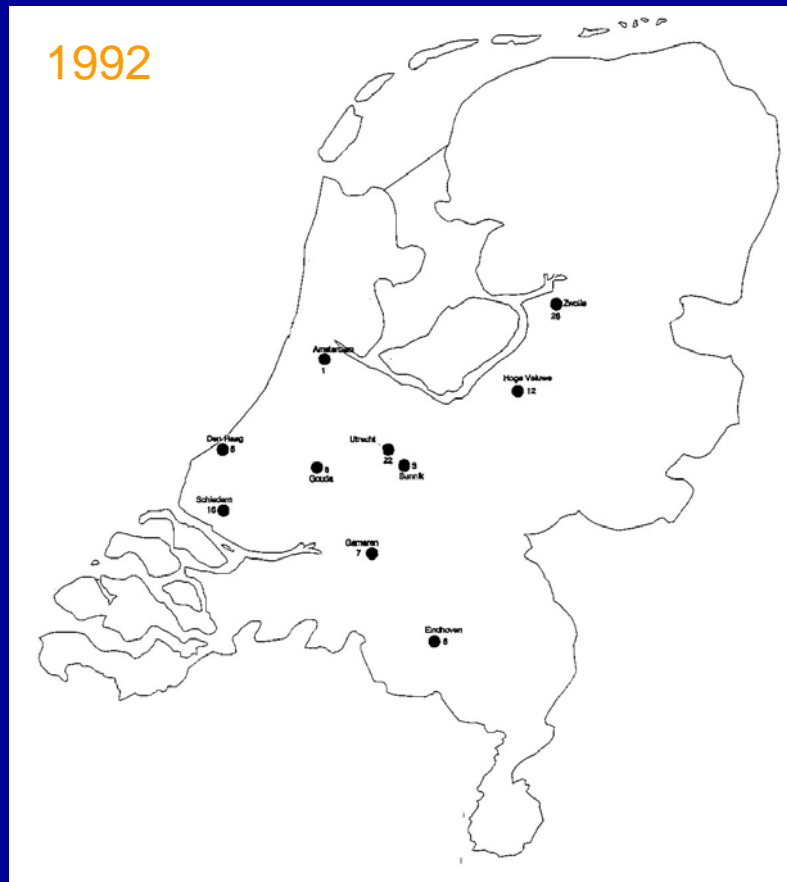 1992
Zwolle
26
Amsterdam
1
Hoge Veluwe
12
Den Haag
5
Utrecht
22
3
Bunnik
8
Gouda
Schiedam
16
Gameren
7
Eindhoven
6